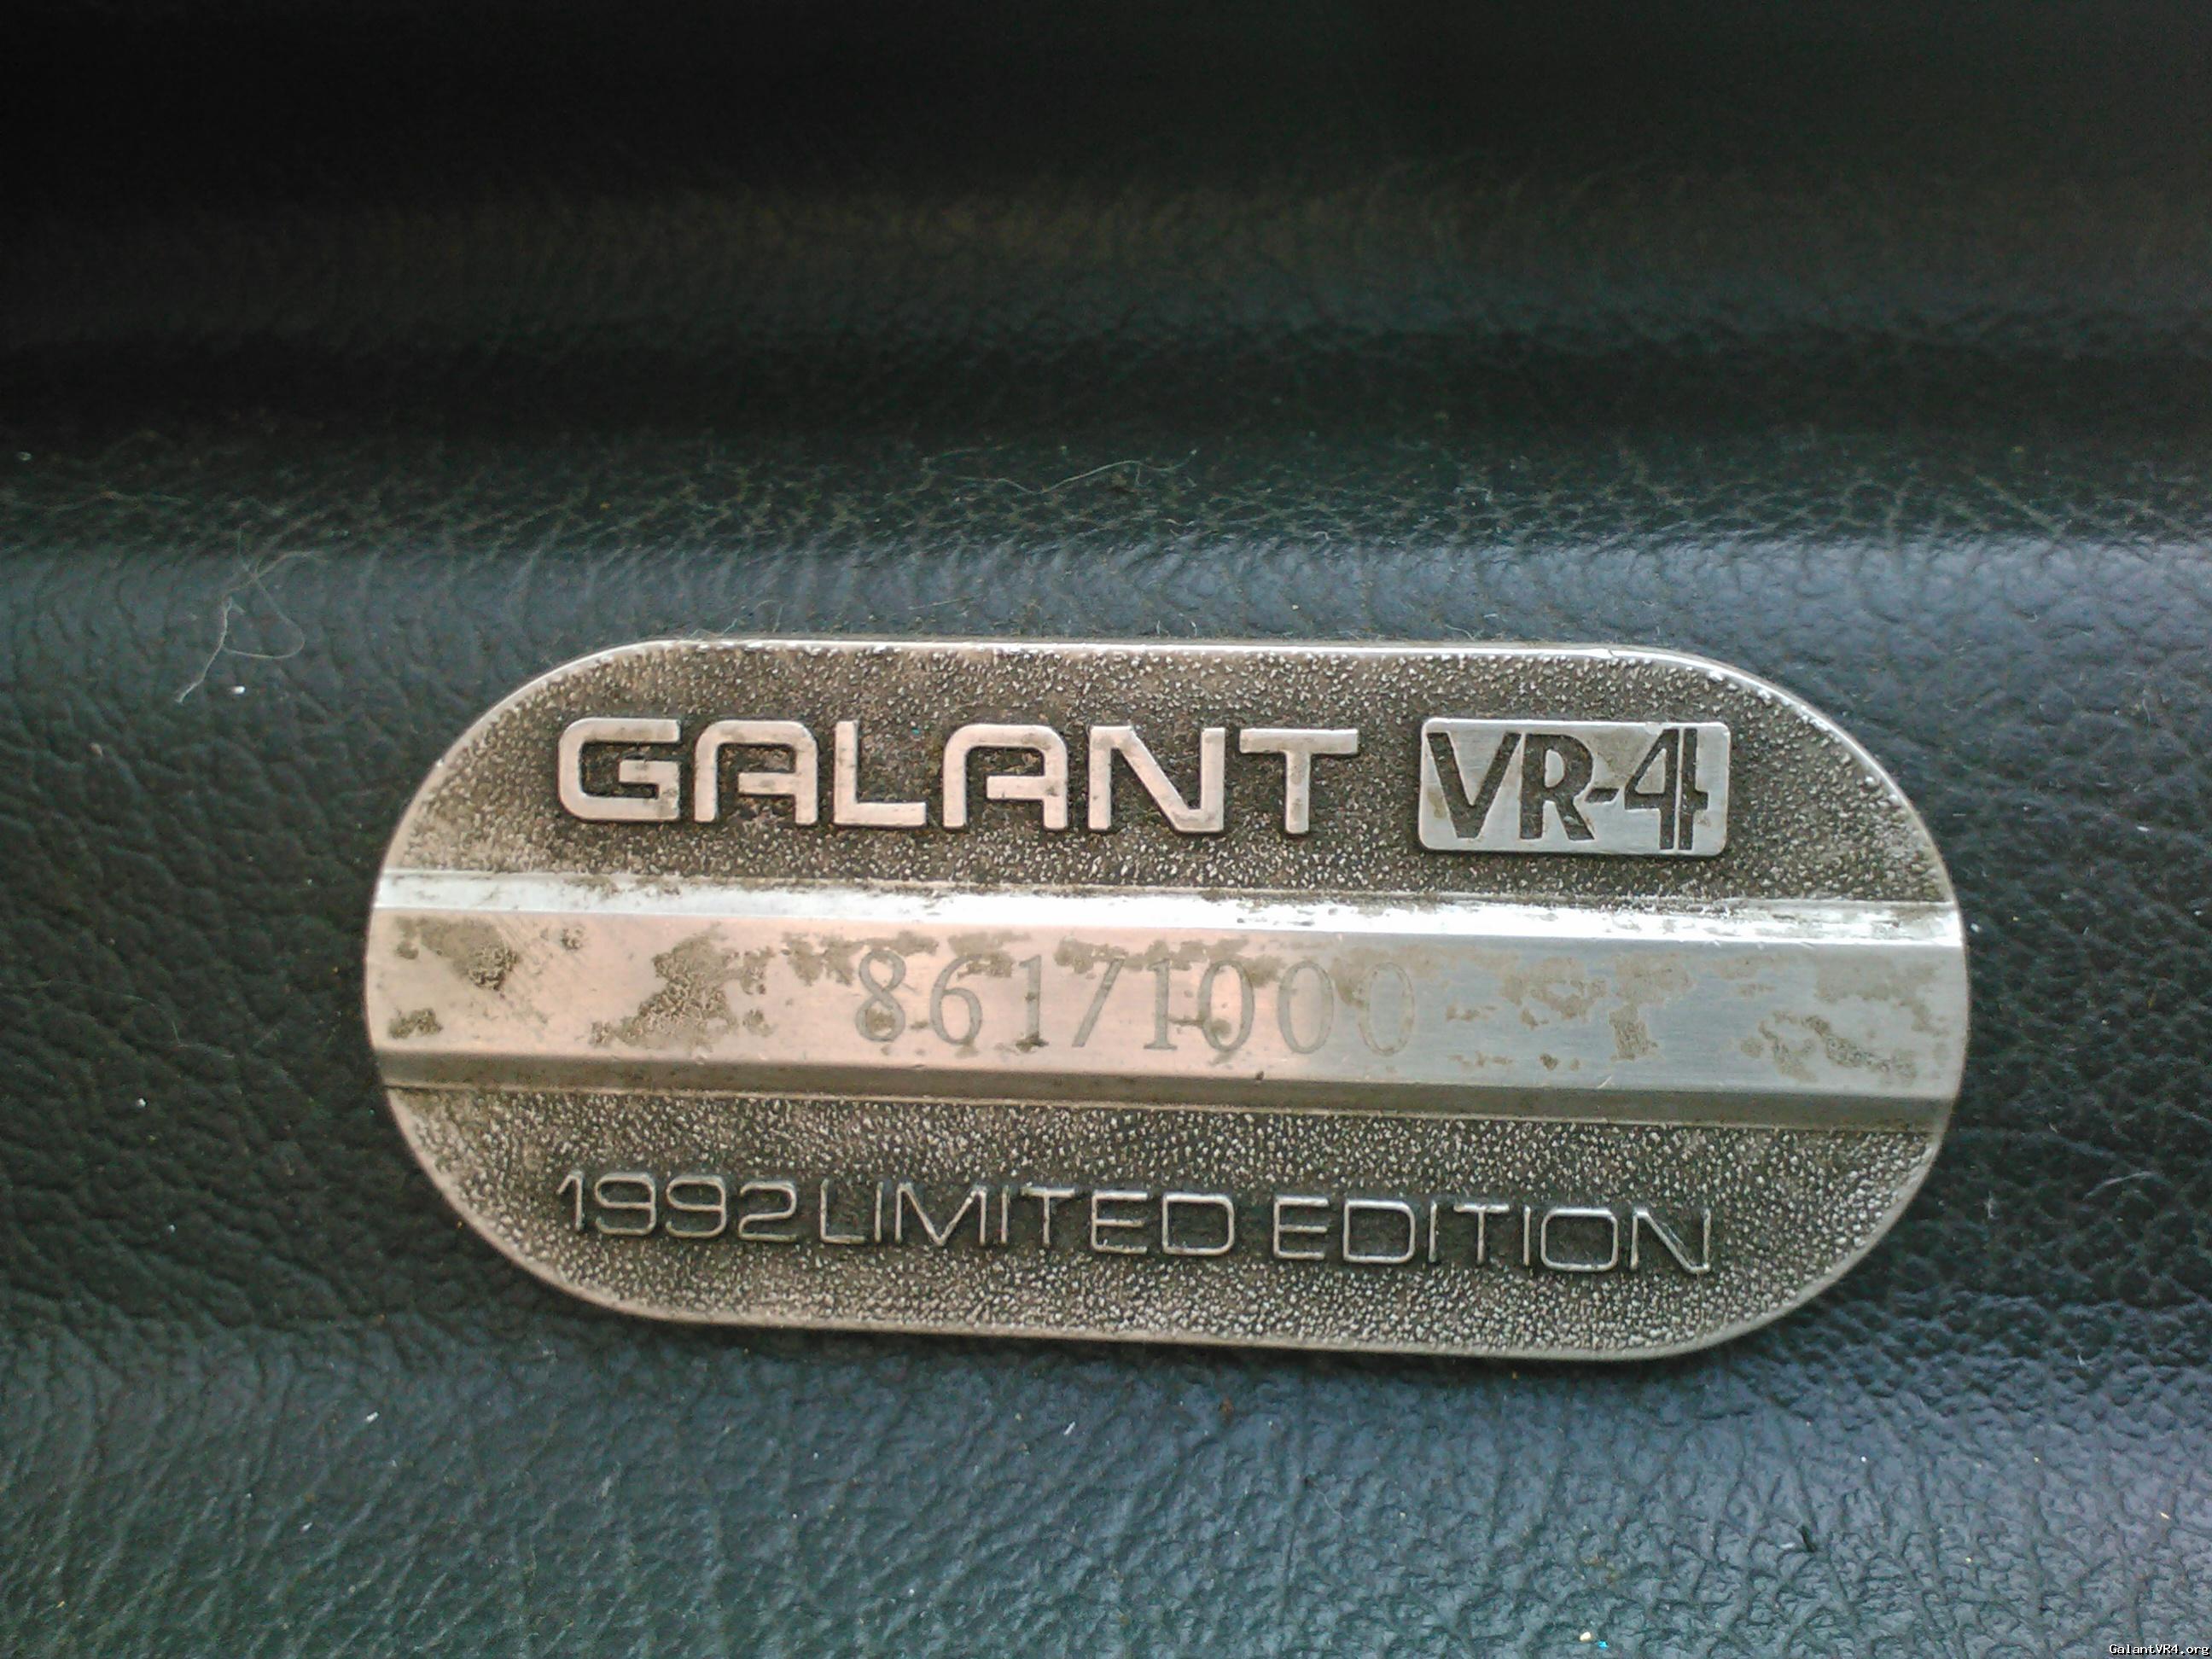 GALANT VR-4
861/1000
1992 LIMITED EDITION
GalantVR4.org